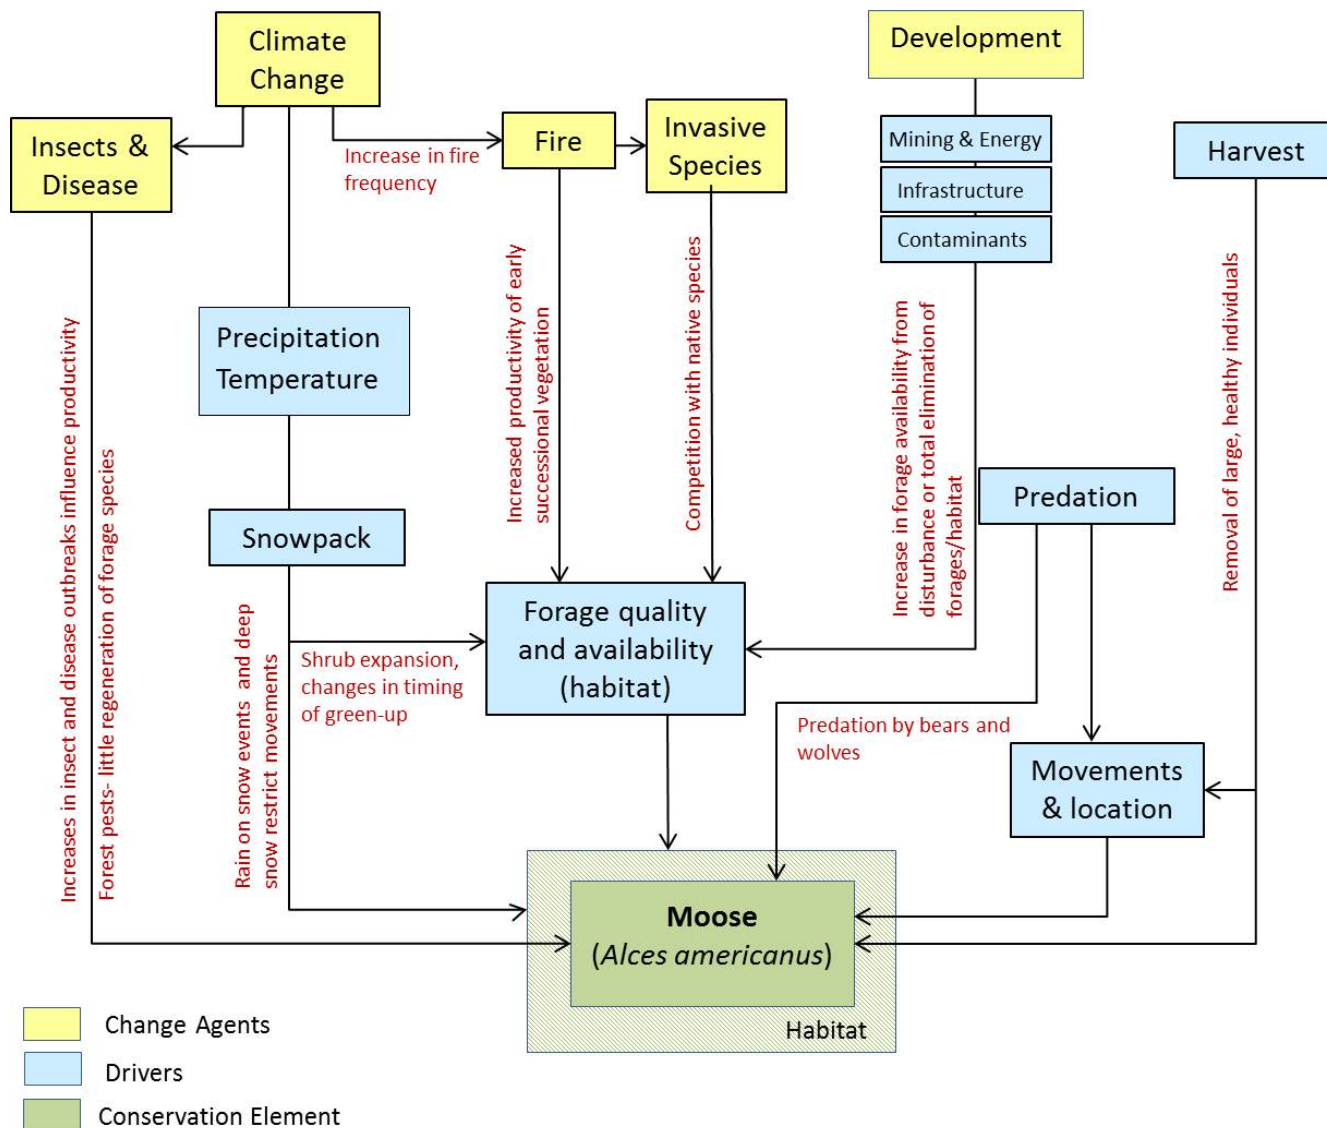 Climate
Change
Development
Insects &
Disease
Fire
Invasive
Species
Mining & Energy
Infrastructure
Contaminants
Harvest
Increase in fire
frequency
Precipitation
Temperature
Snowpack
Increases in insect and disease outbreaks influence productivity
Forest pests- little regeneration of forage species
Rain on snow events and deep
snow restrict movements
Shrub expansion,
changes in timing
of green-up
Increased productivity of early
successional vegetation
Competition with native species
Increase in forage availability from
disturbance or total elimination of
forages/habitat
Removal of large, healthy individuals
Predation
Forage quality
and availability
(habitat)
Predation by bears and
wolves
Movements
& location
Moose
(Alces americanus)
Habitat
Change Agents
Drivers
Conservation Element